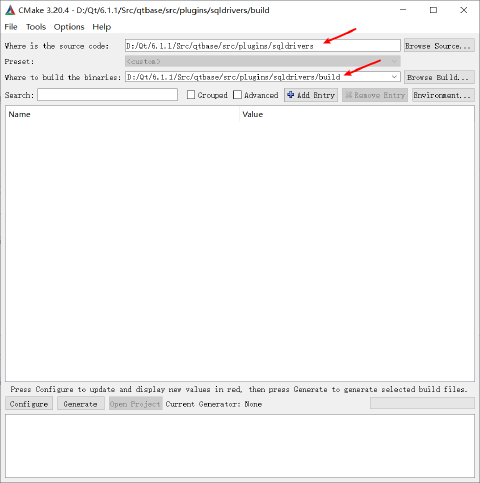 CMake 3.20.4 - D:/Qt/6.1.1/Src/qtbase/src/plugins/sqldrivers/build
File Tools Options Help
Where is the source code: D:/Qt/6.1.1/Src/qtbase/src/plugins/sqldrivers Browse Source...
Preset: <custom>
Where to build the binaries: D:/Qt/6.1.1/Src/qtbase/src/plugins/sqldrivers/build Browse Build...
Search: Grouped Advanced Add Entry Remove Entry Environment...
Name Value
Press Configure to update and display new values in red, then press Generate to generate selected build files.
Configure Generate Open Project Current Generator: None